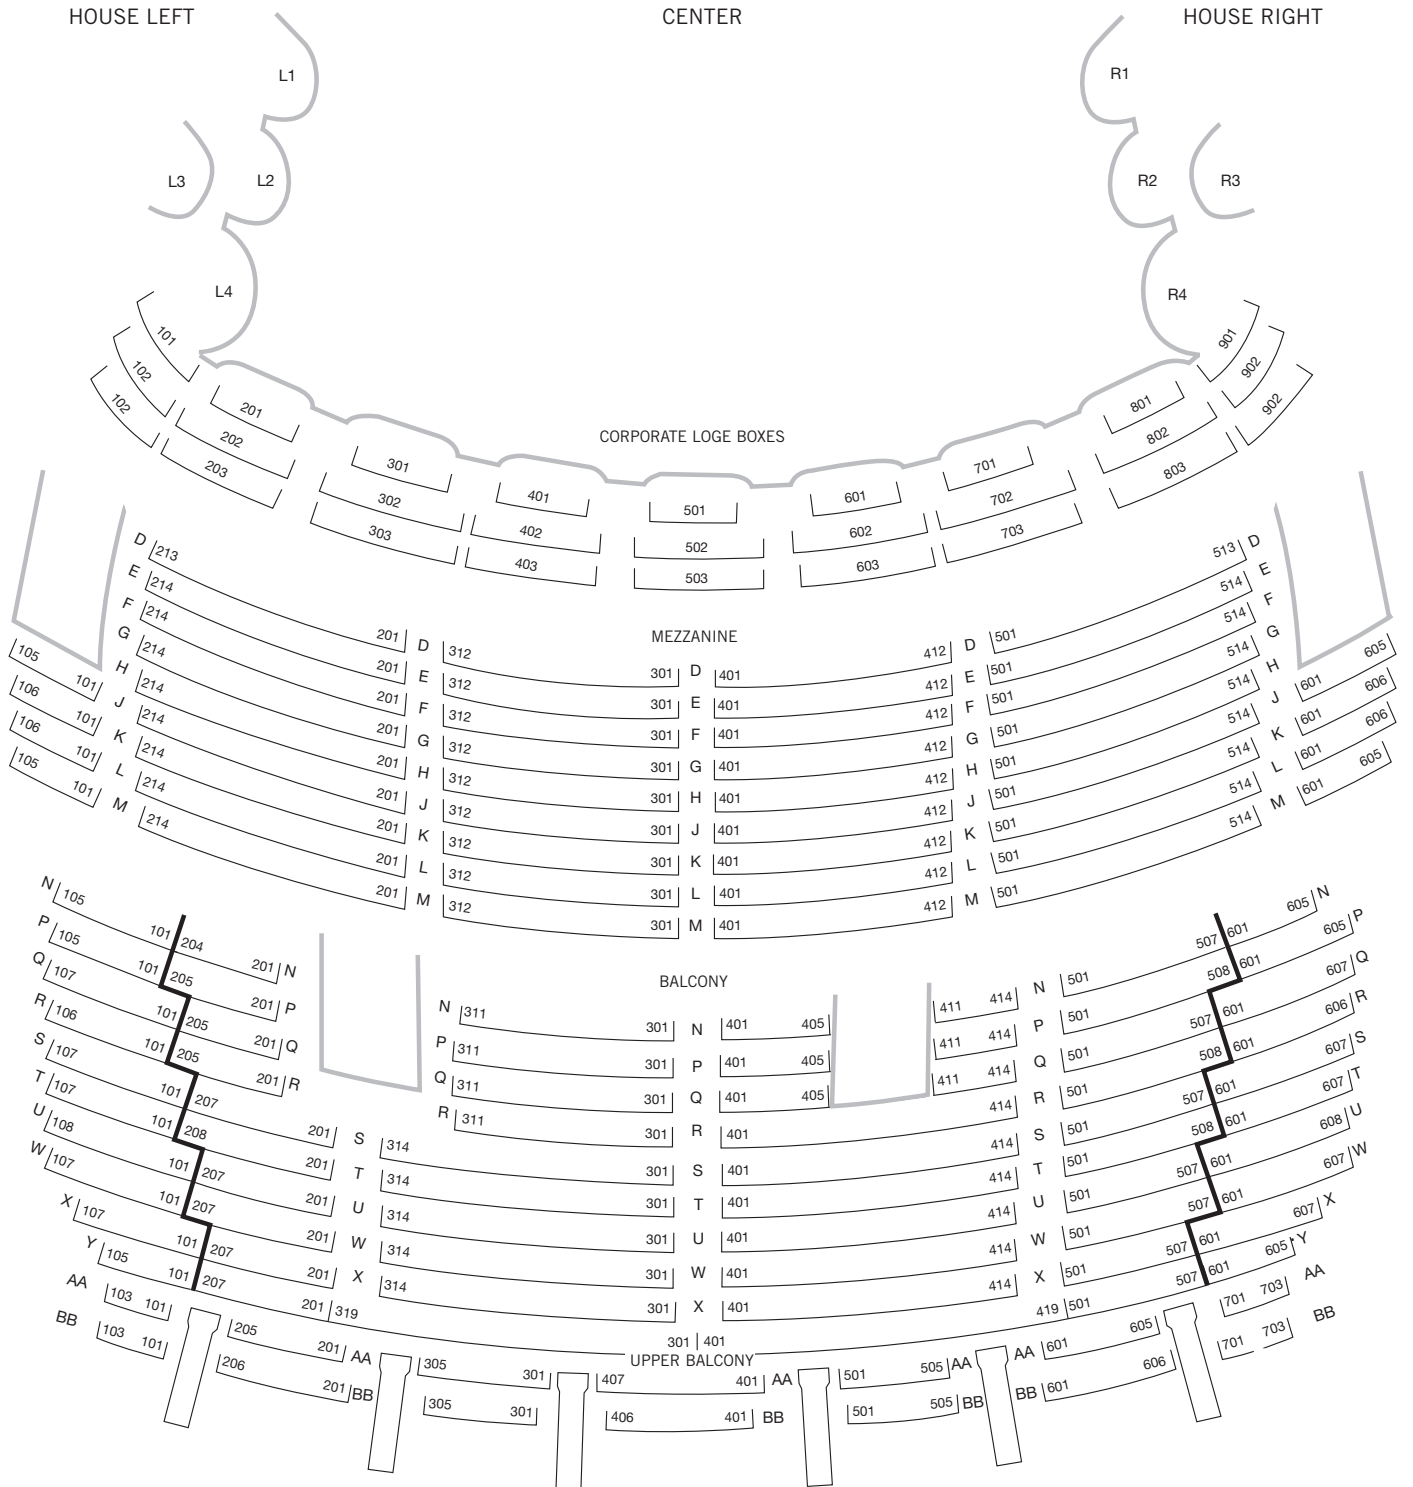 HOUSE LEFT CENTER HOUSE RIGHT
L1 R1
L3 L2 R2 R3
L4 R4
101 901
102 902
102 902
201 801
202 802
203 803
CORPORATE LOGE BOXES
301 701
302 702
303 703
401 601
402 602
403 603
501
502
503
MEZZANINE
D 213 201 D 312 301 D 401 412 D 501 513 D
E 214 201 E 312 301 E 401 412 E 501 514 E
F 214 201 F 312 301 F 401 412 F 501 514 F
G 214 201 G 312 301 G 401 412 G 501 514 G
105 101 H 214 201 H 312 301 H 401 412 H 501 514 H 601 605
106 101 J 214 201 J 312 301 J 401 412 J 501 514 J 601 606
106 101 K 214 201 K 312 301 K 401 412 K 501 514 K 601 606
105 101 L 214 201 L 312 301 L 401 412 L 501 514 L 601 605
M 214 201 M 312 301 M 401 412 M 501 514 M
BALCONY
N 105 101 204 201 N N 311 301 N 401 405 411 414 N 501 507 601 605 N
P 105 101 205 201 P P 311 301 P 401 405 411 414 P 501 508 601 605 P
Q 107 101 205 201 Q Q 311 301 Q 401 405 411 414 Q 501 507 601 607 Q
R 106 101 205 201 R R 311 301 R 401 414 R 501 508 601 606 R
S 107 101 207 201 S 314 301 S 401 414 S 501 507 601 607 S
T 107 101 208 201 T 314 301 T 401 414 T 501 508 601 607 T
U 108 101 207 201 U 314 301 U 401 414 U 501 507 601 608 U
W 107 101 207 201 W 314 301 W 401 414 W 501 507 601 607 W
X 107 101 207 201 X 314 301 X 401 414 X 501 507 601 607 X
Y 105 101 207 201 319 301 401 419 501 507 601 605 Y
UPPER BALCONY
AA 103 101 205 201 AA 305 301 407 401 AA 501 505 AA AA 601 605 701 703 AA
BB 103 101 206 201 BB 305 301 406 401 BB 501 505 BB BB 601 606 701 703 BB